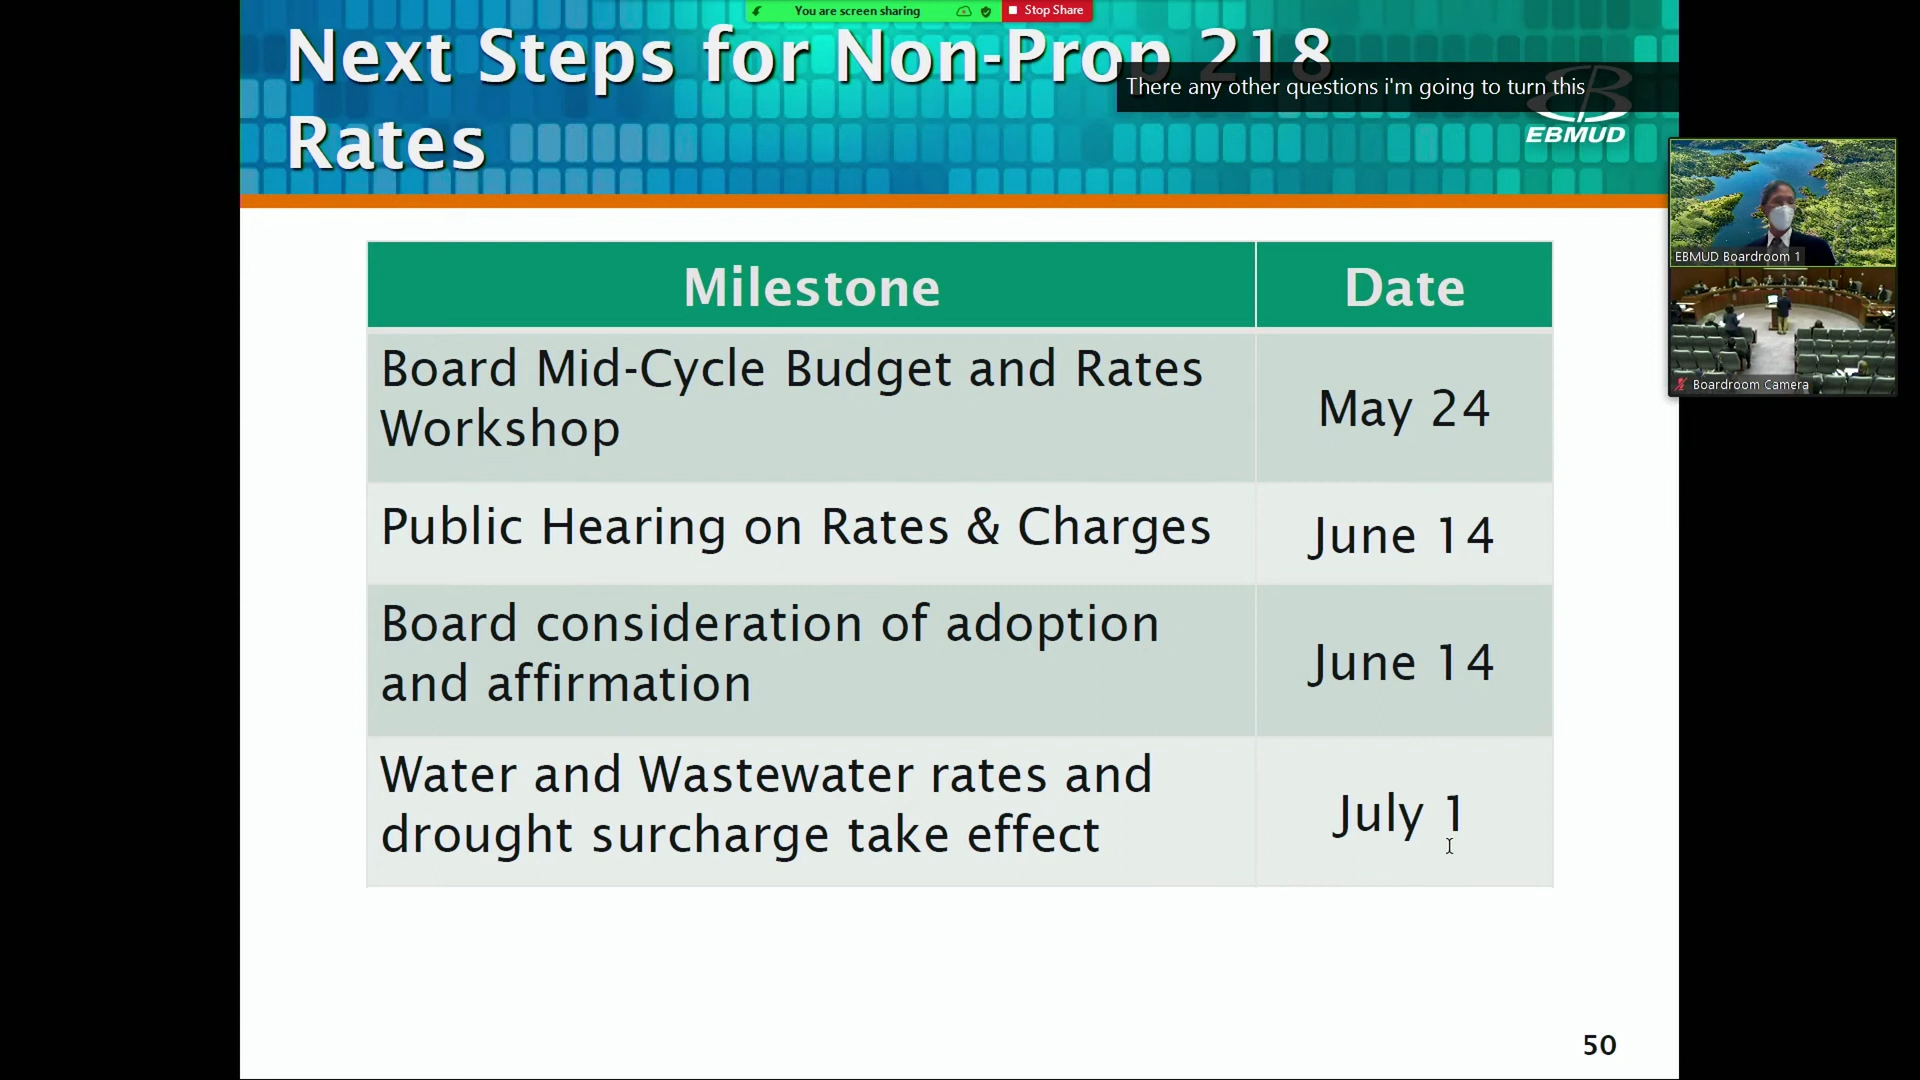 You are screen sharing
Stop Share
Next Steps for Non-Prop 218
Rates
There any other questions i'm going to turn this
EBMUD
EBMUD Boardroom 1
Boardroom Camera
Milestone Date
Board Mid-Cycle Budget and Rates
Workshop
May 24
Public Hearing on Rates & Charges June 14
Board consideration of adoption
and affirmation
June 14
Water and Wastewater rates and
drought surcharge take effect
July 1
50